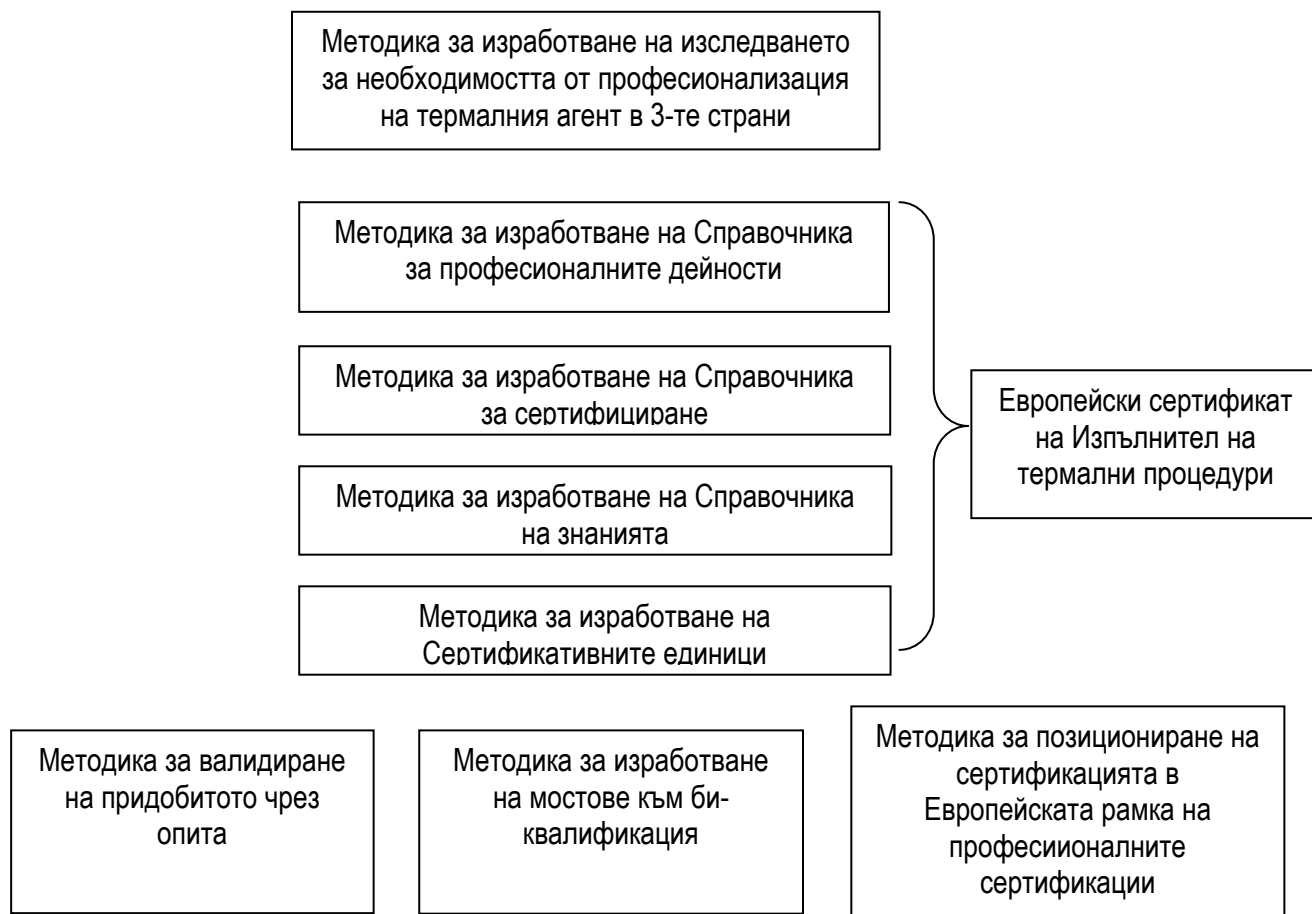 Методика за изработване на изследването
за необходимостта от професионализация
на термалния агент в 3-те страни
Методика за изработване на Справочника
за професионалните дейности
Методика за изработване на Справочника
за сертифициране
Методика за изработване на Справочника
на знанията
Методика за изработване на
Сертификативните единици
Европейски сертификат
на Изпълнител на
термални процедури
Методика за валидиране
на придобитото чрез
опита
Методика за изработване
на мостове към би-
квалификация
Методика за позициониране на
сертификацията в
Европейската рамка на
професиионалните
сертификации